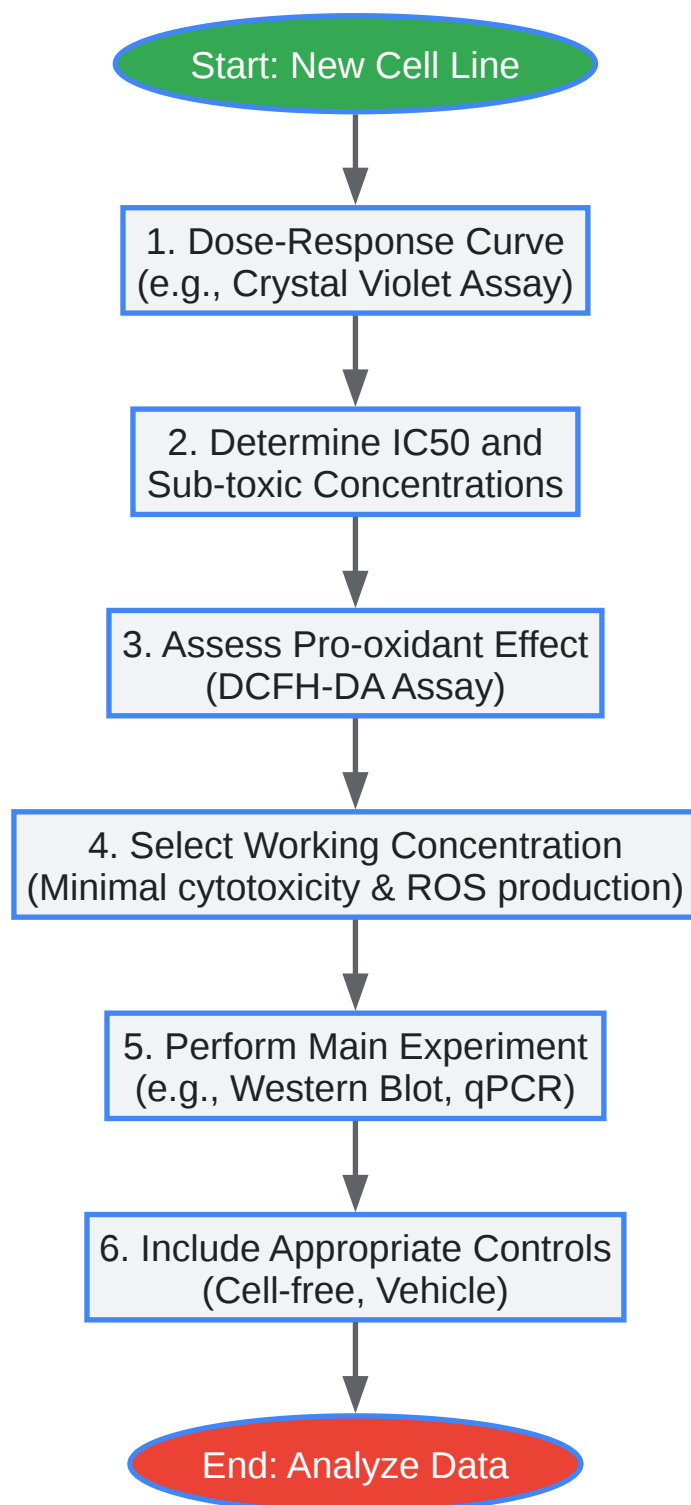 Start: New Cell Line
1. Dose-Response Curve
(e.g., Crystal Violet Assay)
2. Determine IC50 and
Sub-toxic Concentrations
3. Assess Pro-oxidant Effect
(DCFH-DA Assay)
4. Select Working Concentration
(Minimal cytotoxicity & ROS production)
5. Perform Main Experiment
(e.g., Western Blot, qPCR)
6. Include Appropriate Controls
(Cell-free, Vehicle)
End: Analyze Data